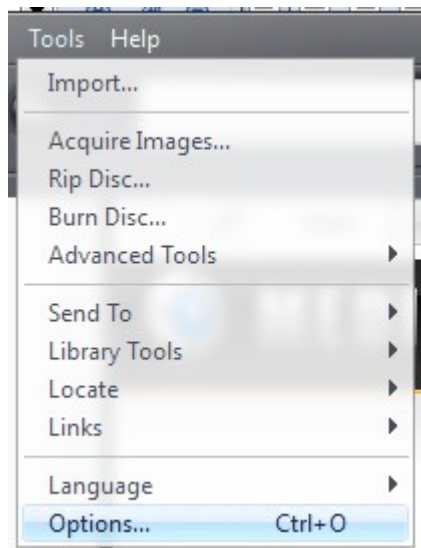 Tools Help
Import...
Acquire Images...
Rip Disc...
Burn Disc...
Advanced Tools
Send To
Library Tools
Locate
Links
Language
Options... Ctrl+O